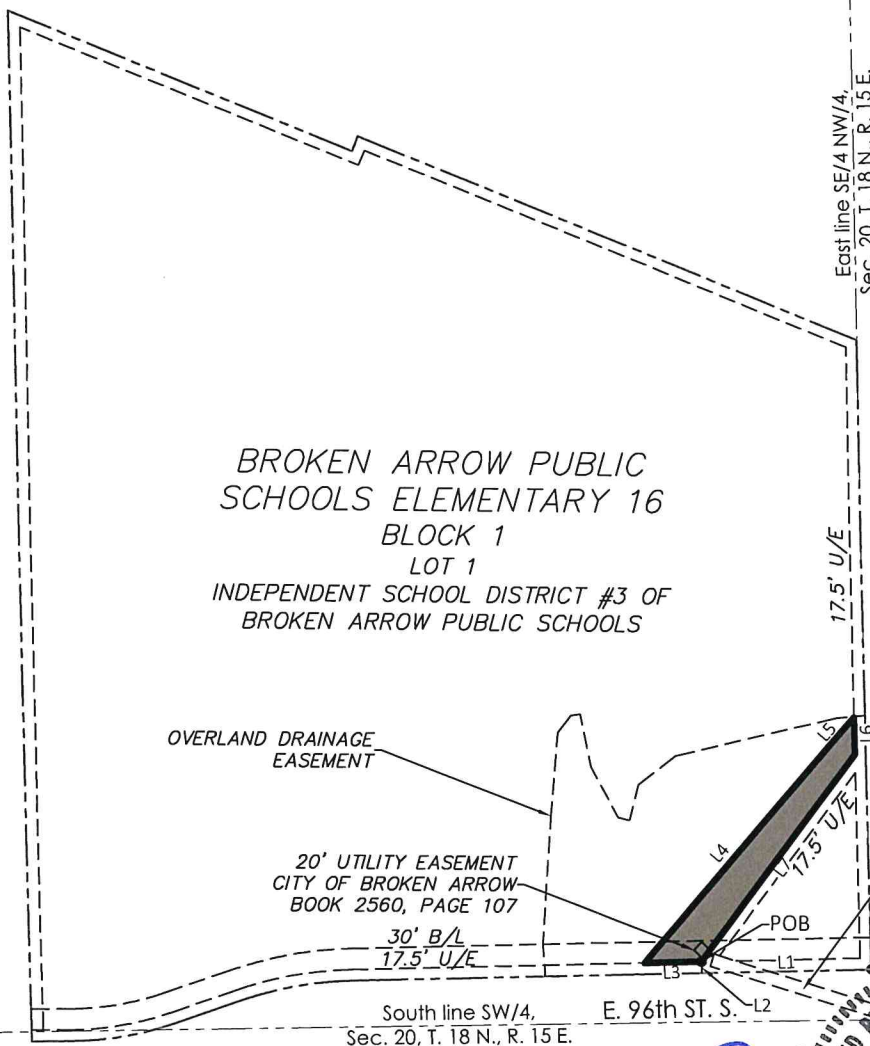 East line SE/4 NW/4,
Sec. 20, T. 18 N., R. 15 E.
BROKEN ARROW PUBLIC
SCHOOLS ELEMENTARY 16
BLOCK 1
LOT 1
INDEPENDENT SCHOOL DISTRICT #3 OF
BROKEN ARROW PUBLIC SCHOOLS
17.5' U/E
OVERLAND DRAINAGE
EASEMENT
L5
L6
L4
L7
17.5' U/E
20' UTILITY EASEMENT
CITY OF BROKEN ARROW
BOOK 2560, PAGE 107
POB
30' B/L
17.5' U/E
L3
L1
L2
South line SW/4,
Sec. 20, T. 18 N., R. 15 E.
E. 96th ST. S.